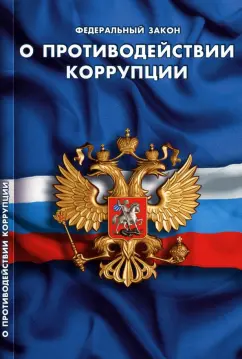 ФЕДЕРАЛЬНЫЙ ЗАКОН
О ПРОТИВОДЕЙСТВИИ
КОРРУПЦИИ
О ПРОТИВОДЕЙСТВИИ КОРРУПЦИИ